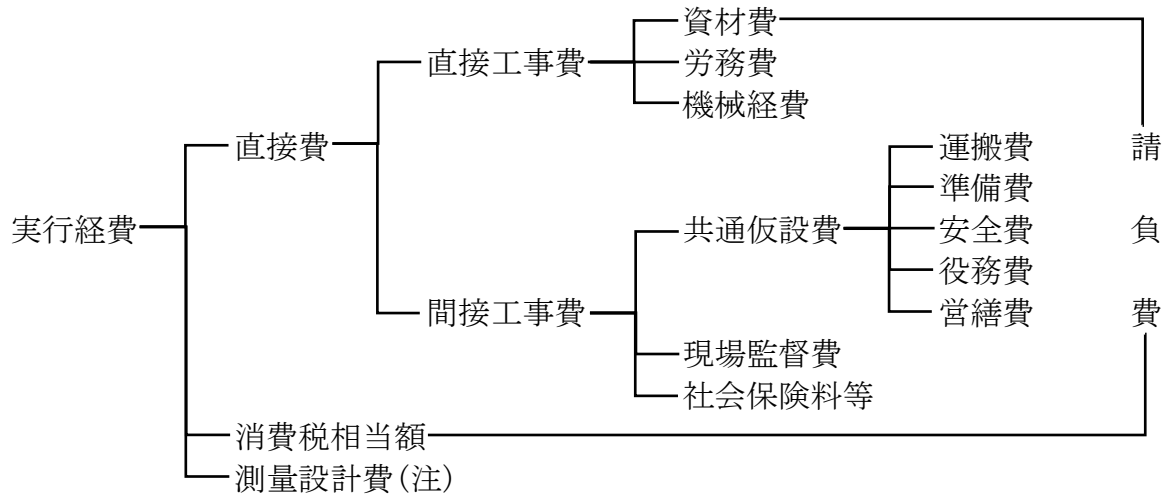 資材費
直接工事費
労務費
機械経費
直接費
運搬費
準備費
実行経費
共通仮設費
安全費
役務費
間接工事費
営繕費
現場監督費
社会保険料等
請負費
消費税相当額
測量設計費(注)